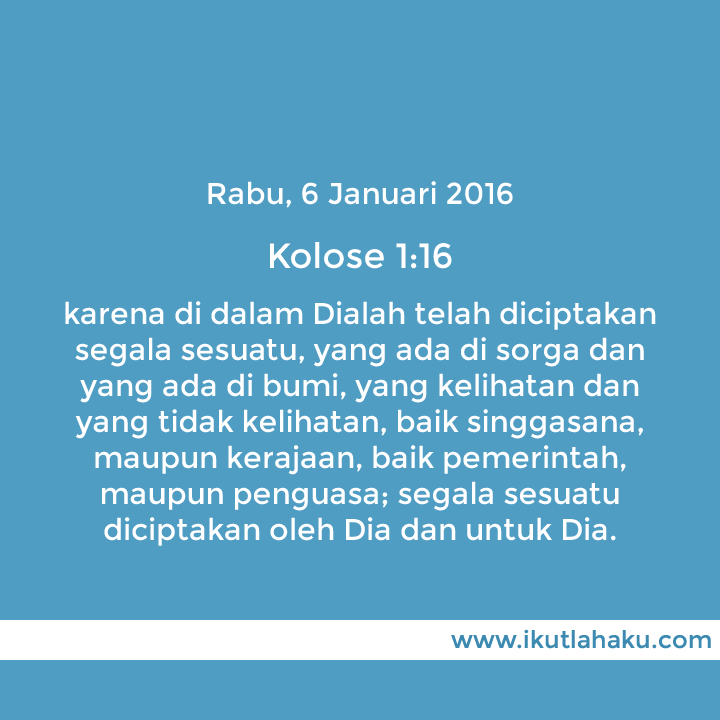 Rabu, 6 Januari 2016
Kolose 1:16
karena di dalam Dialah telah diciptakan
segala sesuatu, yang ada di sorga dan
yang ada di bumi, yang kelihatan dan
yang tidak kelihatan, baik singgasana,
maupun kerajaan, baik pemerintah,
maupun penguasa; segala sesuatu
diciptakan oleh Dia dan untuk Dia.
www.ikutlahaku.com